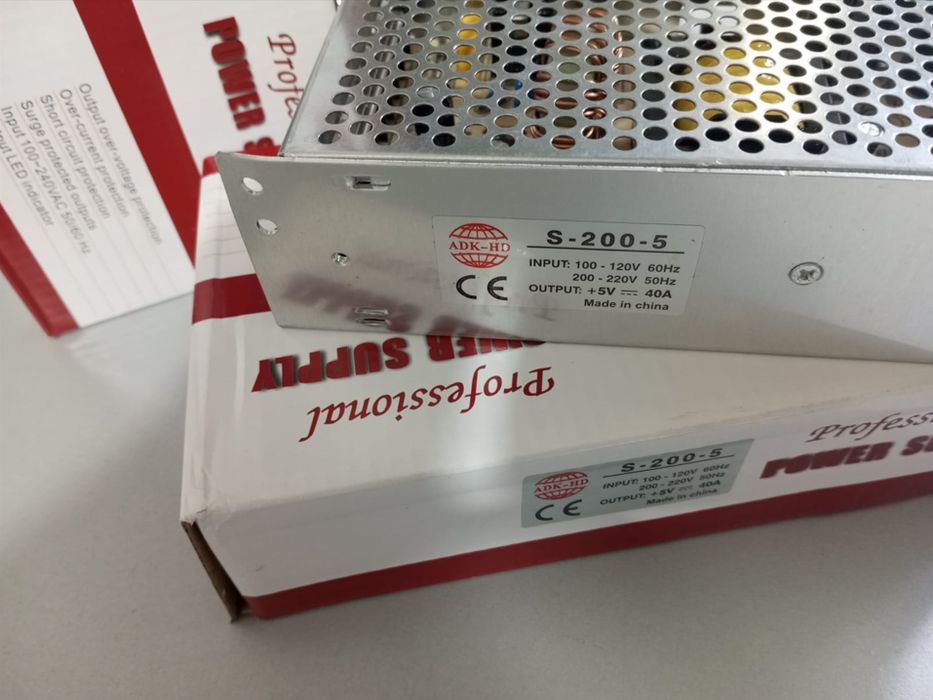 Professional
POWER
Output over-voltage protection
Over-current protection
Short circuit protection
Surge protected outputs
Input 100-240VAC 50/60 Hz
LED indicator
ADK-HD
CE
S-200-5
INPUT: 100 - 120V 60Hz
200 - 220V 50Hz
OUTPUT: +5V 40A
Made in china
Professional
POWER SUPPLY
ADK-HD
CE
S-200-5
INPUT: 100 - 120V 60Hz
200 - 220V 50Hz
OUTPUT: +5V 40A
Made in china
POWER